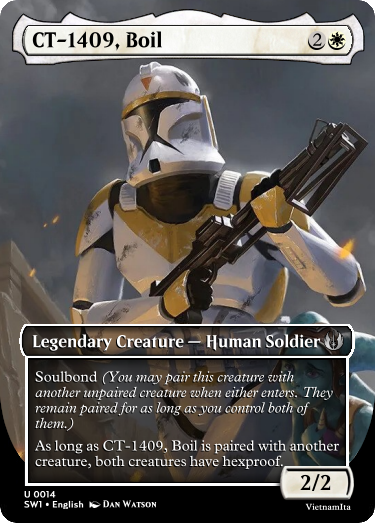 CT-1409, Boil
2
Legendary Creature — Human Soldier
Soulbond (You may pair this creature with
another unpaired creature when either enters. They
remain paired for as long as you control both of
them.)
As long as CT-1409, Boil is paired with another
creature, both creatures have hexproof.
2/2
U 0014
SW1 • English DAN WATSON
VietnamIta